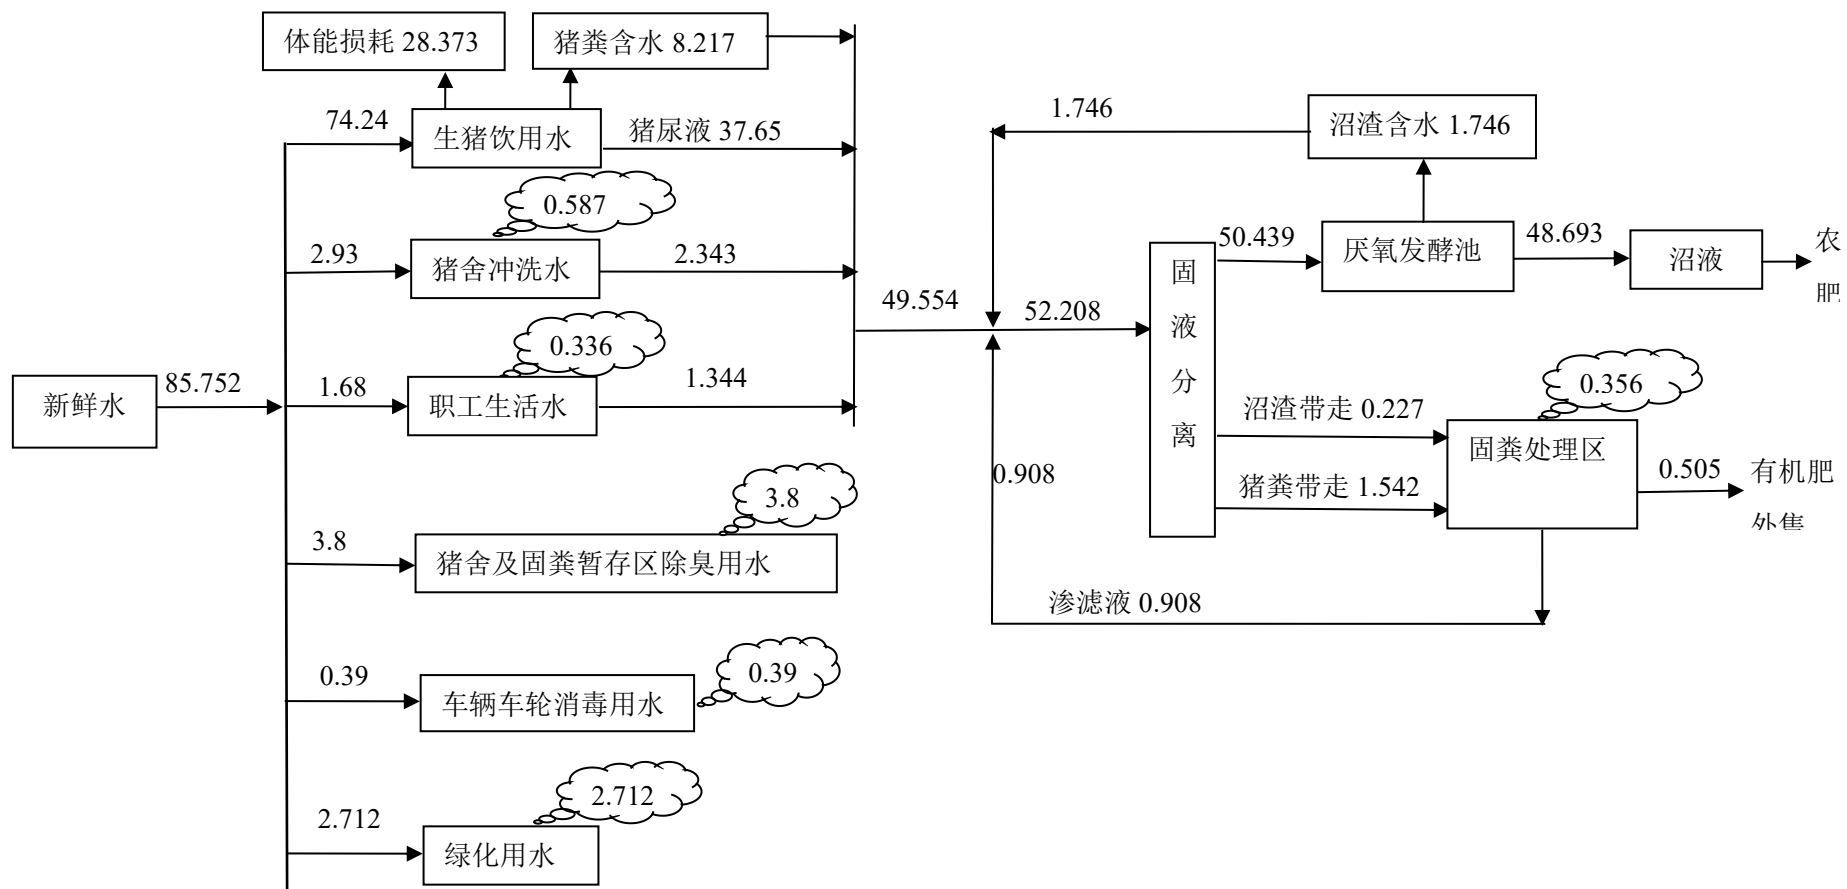 体能损耗 28.373
猪粪含水 8.217
74.24
生猪饮用水
猪尿液 37.65
1.746
沼渣含水 1.746
0.587
2.93
猪舍冲洗水
2.343
50.439
厌氧发酵池
48.693
沼液
农
肥
49.554
52.208
固
液
分
离
0.336
新鲜水
85.752
1.68
职工生活水
1.344
0.356
沼渣带走 0.227
固粪处理区
0.908
猪粪带走 1.542
0.505
有机肥
外售
3.8
3.8
猪舍及固粪暂存区除臭用水
渗滤液 0.908
0.39
0.39
车辆车轮消毒用水
2.712
2.712
绿化用水